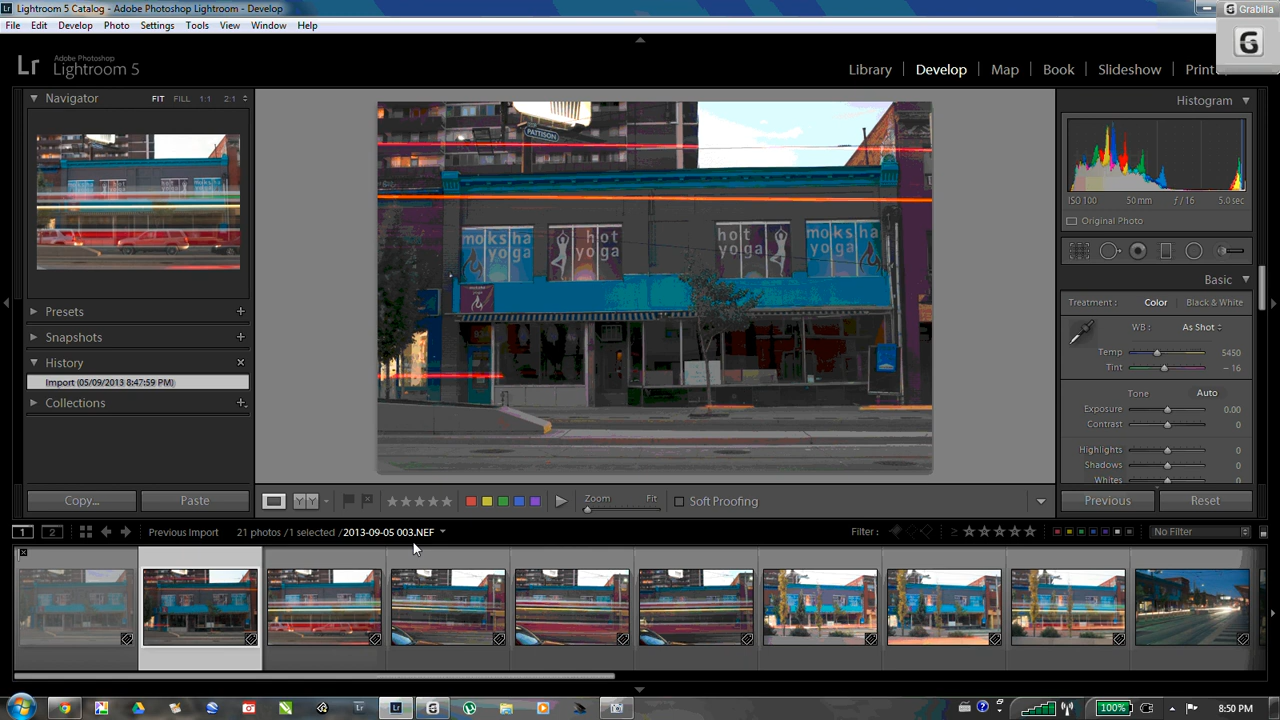 Lightroom 5 Catalog - Adobe Photoshop Lightroom - Develop
Grabilla
File Edit Develop Photo Settings Tools View Window Help
Lr Adobe Photoshop
Lightroom 5
Library Develop Map Book Slideshow Print
Navigator FIT FILL 1:1 2:1
Histogram
PATTISON
ISO 100 50 mm ƒ / 16 5.0 sec
Original Photo
moksha yoga
hot yoga
hot yoga
moksha yoga
Basic
Treatment: Color Black & White
WB: As Shot
Temp 5450
Tint - 16
Tone Auto
Exposure 0.00
Contrast 0
Highlights 0
Shadows 0
Whites 0
Presets
Snapshots
History
Import (05/09/2013 8:47:59 PM)
Collections
Copy... Paste
Y Y
Zoom Fit
Soft Proofing
Previous Reset
1 2 Previous Import 21 photos / 1 selected / 2013-09-05 003.NEF
Filter : No Filter
Lr
100%
8:50 PM